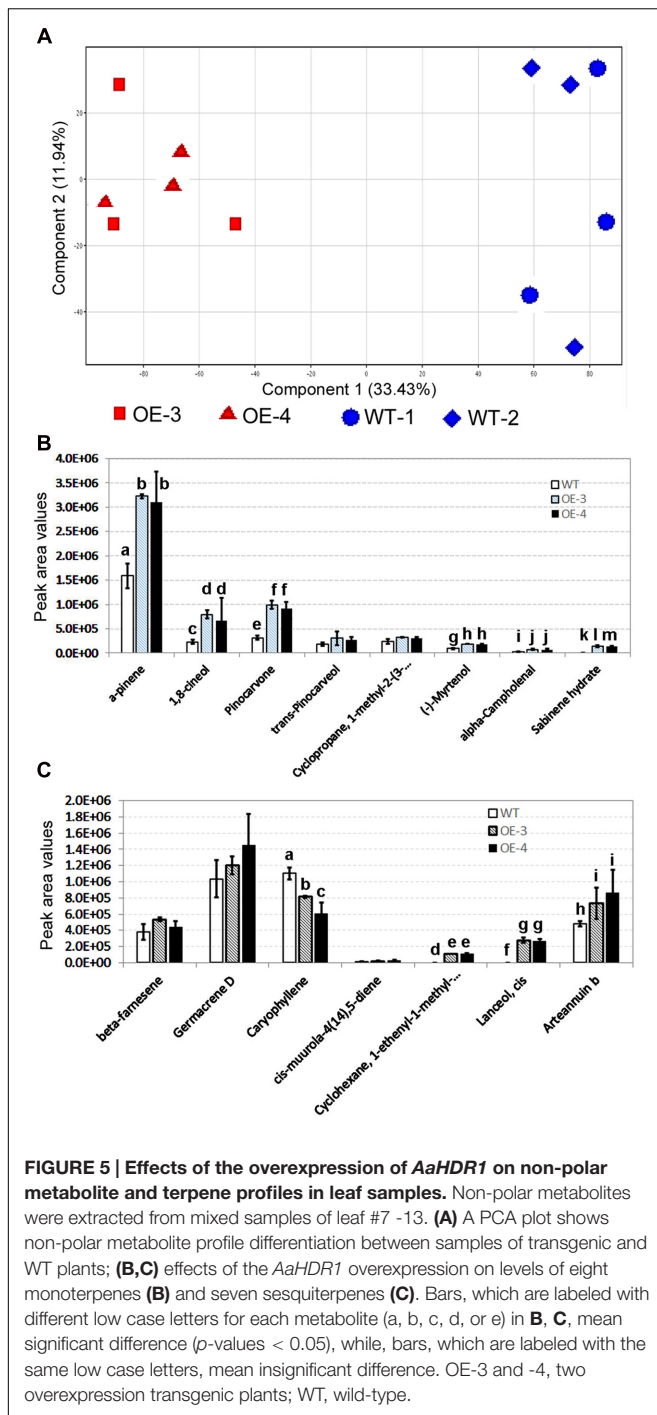 A
Component 2 (11.94%)
20
0
-20
-40
-80 -60 -40 -20 0 20 40 60 80
Component 1 (33.43%)
OE-3 OE-4 WT-1 WT-2
B
Peak area values
4.0E+06
3.5E+06
3.0E+06
2.5E+06
2.0E+06
1.5E+06
1.0E+06
5.0E+05
0.0E+00
WT
OE-3
OE-4
a b b
c d d
e f f
g h h
i j j
k l m
a-pinene
1,8-cineol
Pinocarvone
trans-Pinocarveol
Cyclopropane, 1-methyl-2-(3-...
(-)-Myrtenol
alpha-Campholenal
Sabinene hydrate
C
Peak area values
2.0E+06
1.8E+06
1.6E+06
1.4E+06
1.2E+06
1.0E+06
8.0E+05
6.0E+05
4.0E+05
2.0E+05
0.0E+00
WT
OE-3
OE-4
a b c
d e e
f g g
h i i
beta-farnesene
Germacrene D
Caryophyllene
cis-muurola-4(14),5-diene
Cyclohexane, 1-ethenyl-1-methyl-...
Lanceol, cis
Arteannuin b
FIGURE 5 | Effects of the overexpression of AaHDR1 on non-polar
metabolite and terpene profiles in leaf samples. Non-polar metabolites
were extracted from mixed samples of leaf #7 -13. (A) A PCA plot shows
non-polar metabolite profile differentiation between samples of transgenic and
WT plants; (B,C) effects of the AaHDR1 overexpression on levels of eight
monoterpenes (B) and seven sesquiterpenes (C). Bars, which are labeled with
different low case letters for each metabolite (a, b, c, d, or e) in B, C, mean
significant difference (p-values < 0.05), while, bars, which are labeled with the
same low case letters, mean insignificant difference. OE-3 and -4, two
overexpression transgenic plants; WT, wild-type.